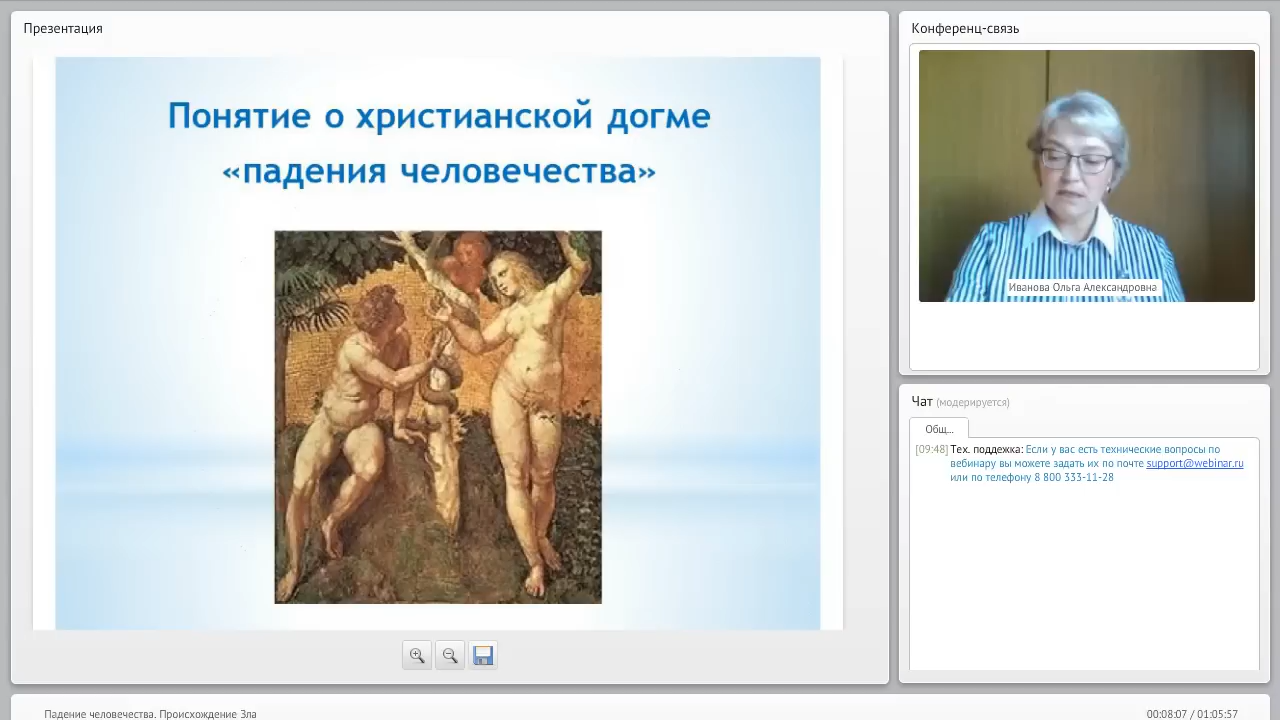 Презентация
Понятие о христианской догме
«падения человечества»
Конференц-связь
Иванова Ольга Александровна
Чат (модерируется)
Общ...
[09:48] Тех. поддежка: Если у вас есть технические вопросы по
вебинару вы можете задать их по почте support@webinar.ru
или по телефону 8 800 333-11-28
Падение человечества. Происхождение Зла
00:08:07 / 01:05:57